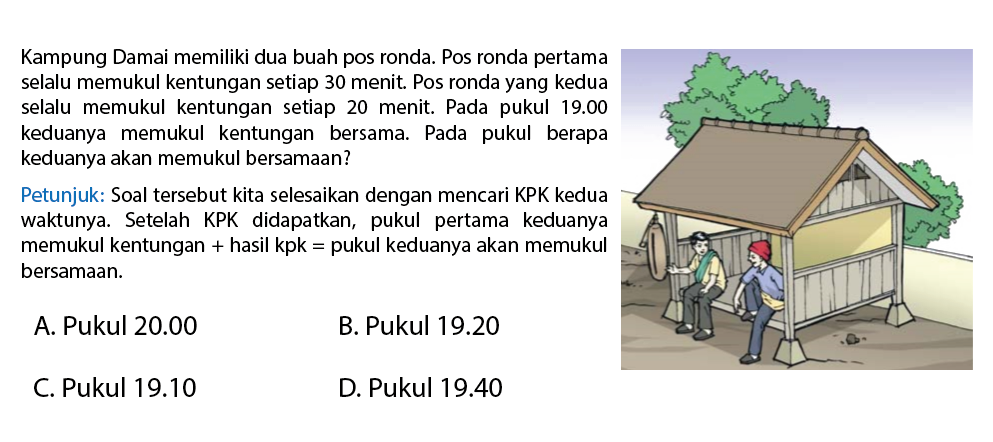 Kampung Damai memiliki dua buah pos ronda. Pos ronda pertama
selalu memukul kentungan setiap 30 menit. Pos ronda yang kedua
selalu memukul kentungan setiap 20 menit. Pada pukul 19.00
keduanya memukul kentungan bersama. Pada pukul berapa
keduanya akan memukul bersamaan?
Petunjuk: Soal tersebut kita selesaikan dengan mencari KPK kedua
waktunya. Setelah KPK didapatkan, pukul pertama keduanya
memukul kentungan + hasil kpk = pukul keduanya akan memukul
bersamaan.
A. Pukul 20.00
B. Pukul 19.20
C. Pukul 19.10
D. Pukul 19.40